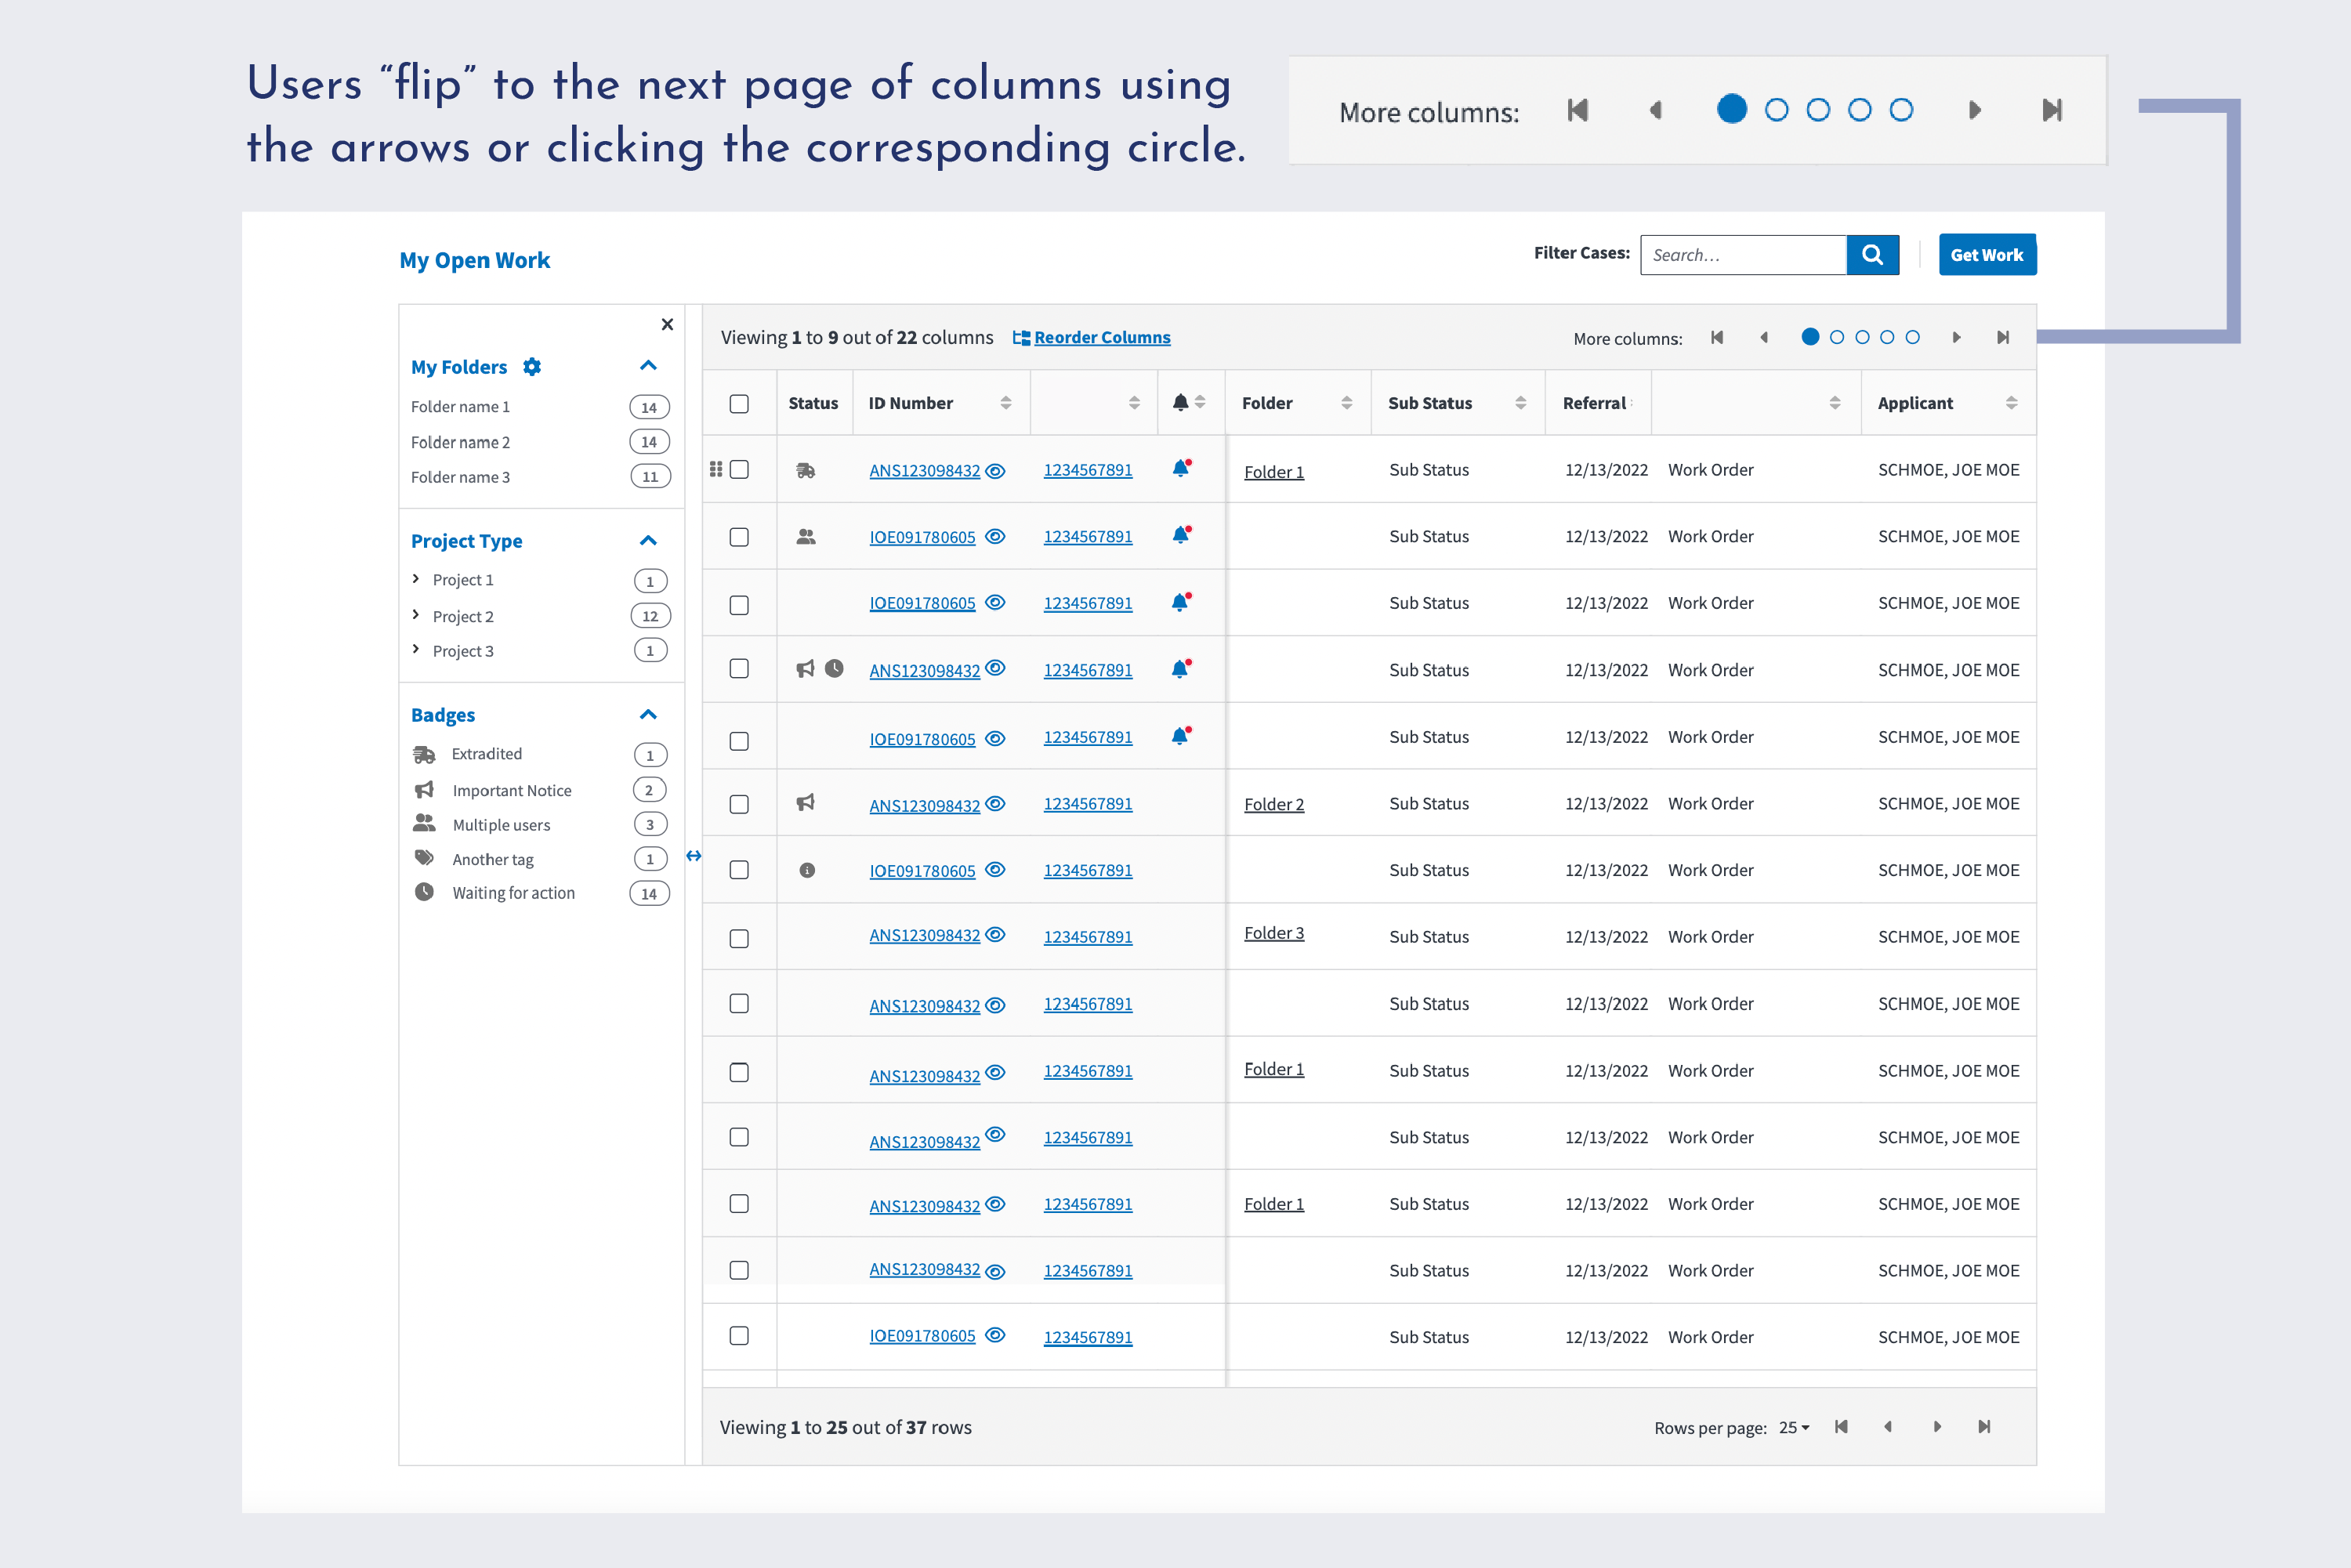 Users “flip” to the next page of columns using
the arrows or clicking the corresponding circle.
More columns:
My Open Work
Filter Cases: Search... Get Work
Viewing 1 to 9 out of 22 columns Reorder Columns More columns:
My Folders
Folder name 1 14
Folder name 2 14
Folder name 3 11
Project Type
Project 1 1
Project 2 12
Project 3 1
Badges
Extradited 1
Important Notice 2
Multiple users 3
Another tag 1
Waiting for action 14
Status ID Number Folder Sub Status Referral Applicant
ANS123098432 1234567891 Folder 1 Sub Status 12/13/2022 Work Order SCHMOE, JOE MOE
IOE091780605 1234567891 Sub Status 12/13/2022 Work Order SCHMOE, JOE MOE
IOE091780605 1234567891 Sub Status 12/13/2022 Work Order SCHMOE, JOE MOE
ANS123098432 1234567891 Sub Status 12/13/2022 Work Order SCHMOE, JOE MOE
IOE091780605 1234567891 Sub Status 12/13/2022 Work Order SCHMOE, JOE MOE
ANS123098432 1234567891 Folder 2 Sub Status 12/13/2022 Work Order SCHMOE, JOE MOE
IOE091780605 1234567891 Sub Status 12/13/2022 Work Order SCHMOE, JOE MOE
ANS123098432 1234567891 Folder 3 Sub Status 12/13/2022 Work Order SCHMOE, JOE MOE
ANS123098432 1234567891 Sub Status 12/13/2022 Work Order SCHMOE, JOE MOE
ANS123098432 1234567891 Folder 1 Sub Status 12/13/2022 Work Order SCHMOE, JOE MOE
ANS123098432 1234567891 Sub Status 12/13/2022 Work Order SCHMOE, JOE MOE
ANS123098432 1234567891 Folder 1 Sub Status 12/13/2022 Work Order SCHMOE, JOE MOE
ANS123098432 1234567891 Sub Status 12/13/2022 Work Order SCHMOE, JOE MOE
IOE091780605 1234567891 Sub Status 12/13/2022 Work Order SCHMOE, JOE MOE
Viewing 1 to 25 out of 37 rows Rows per page: 25